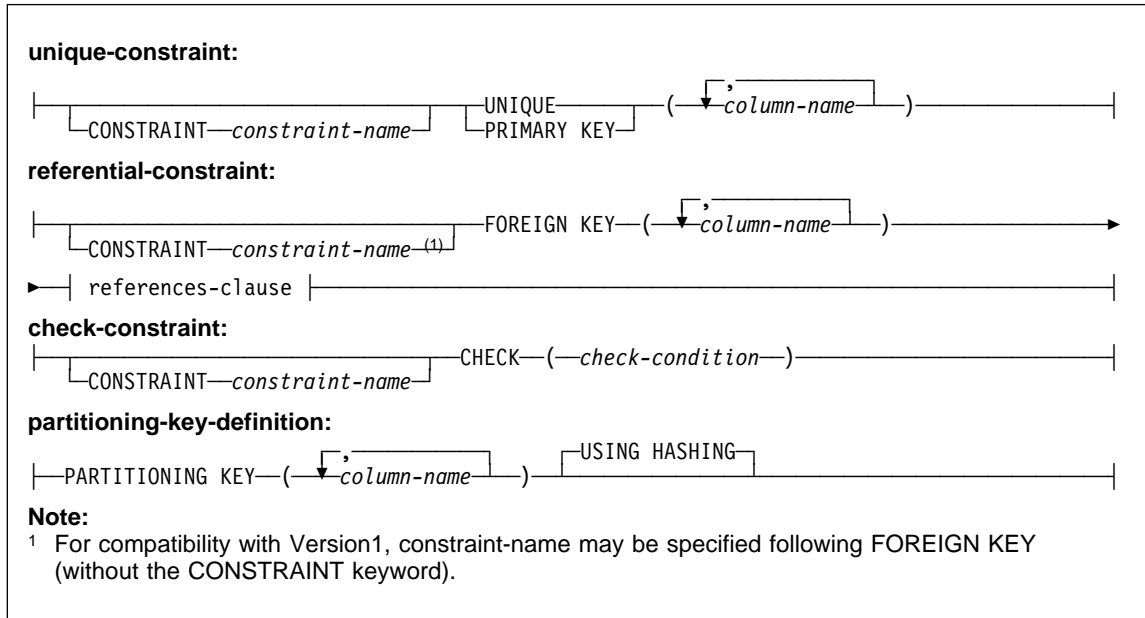 unique-constraint:
,
UNIQUE ( column-name )
CONSTRAINT constraint-name PRIMARY KEY
referential-constraint:
,
FOREIGN KEY ( column-name )
CONSTRAINT constraint-name (1)
references-clause
check-constraint:
CHECK ( check-condition )
CONSTRAINT constraint-name
partitioning-key-definition:
, USING HASHING
PARTITIONING KEY ( column-name )
Note:
1 For compatibility with Version1, constraint-name may be specified following FOREIGN KEY
(without the CONSTRAINT keyword).